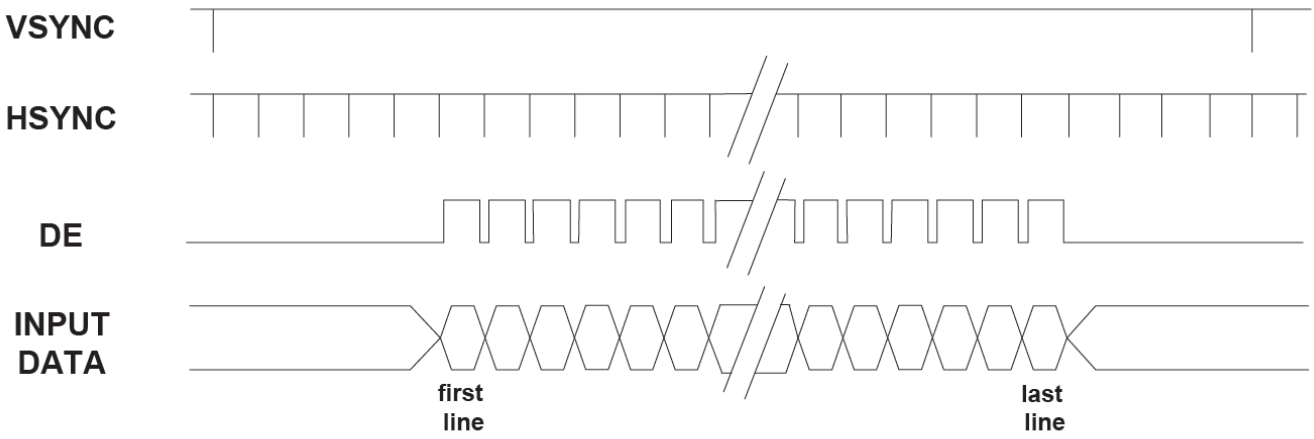 VSYNC
HSYNC
DE
INPUT
DATA
first
line
last
line